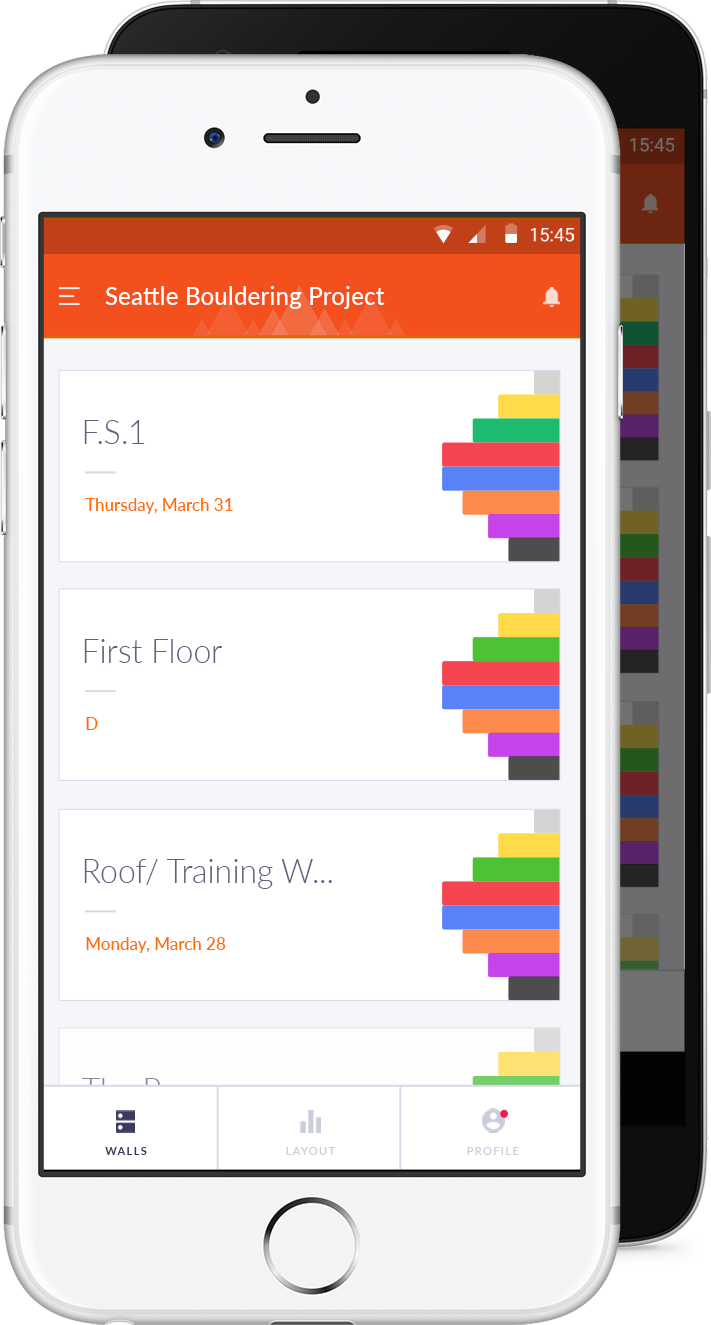 15:45
15:45
Seattle Bouldering Project
F.S.1
Thursday, March 31
First Floor
D
Roof/ Training W...
Monday, March 28
WALLS
LAYOUT
PROFILE